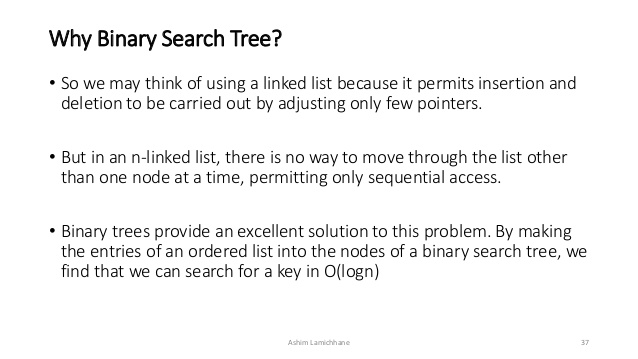 Why Binary Search Tree?
• So we may think of using a linked list because it permits insertion and
deletion to be carried out by adjusting only few pointers.
• But in an n-linked list, there is no way to move through the list other
than one node at a time, permitting only sequential access.
• Binary trees provide an excellent solution to this problem. By making
the entries of an ordered list into the nodes of a binary search tree, we
find that we can search for a key in O(logn)
Ashim Lamichhane 37